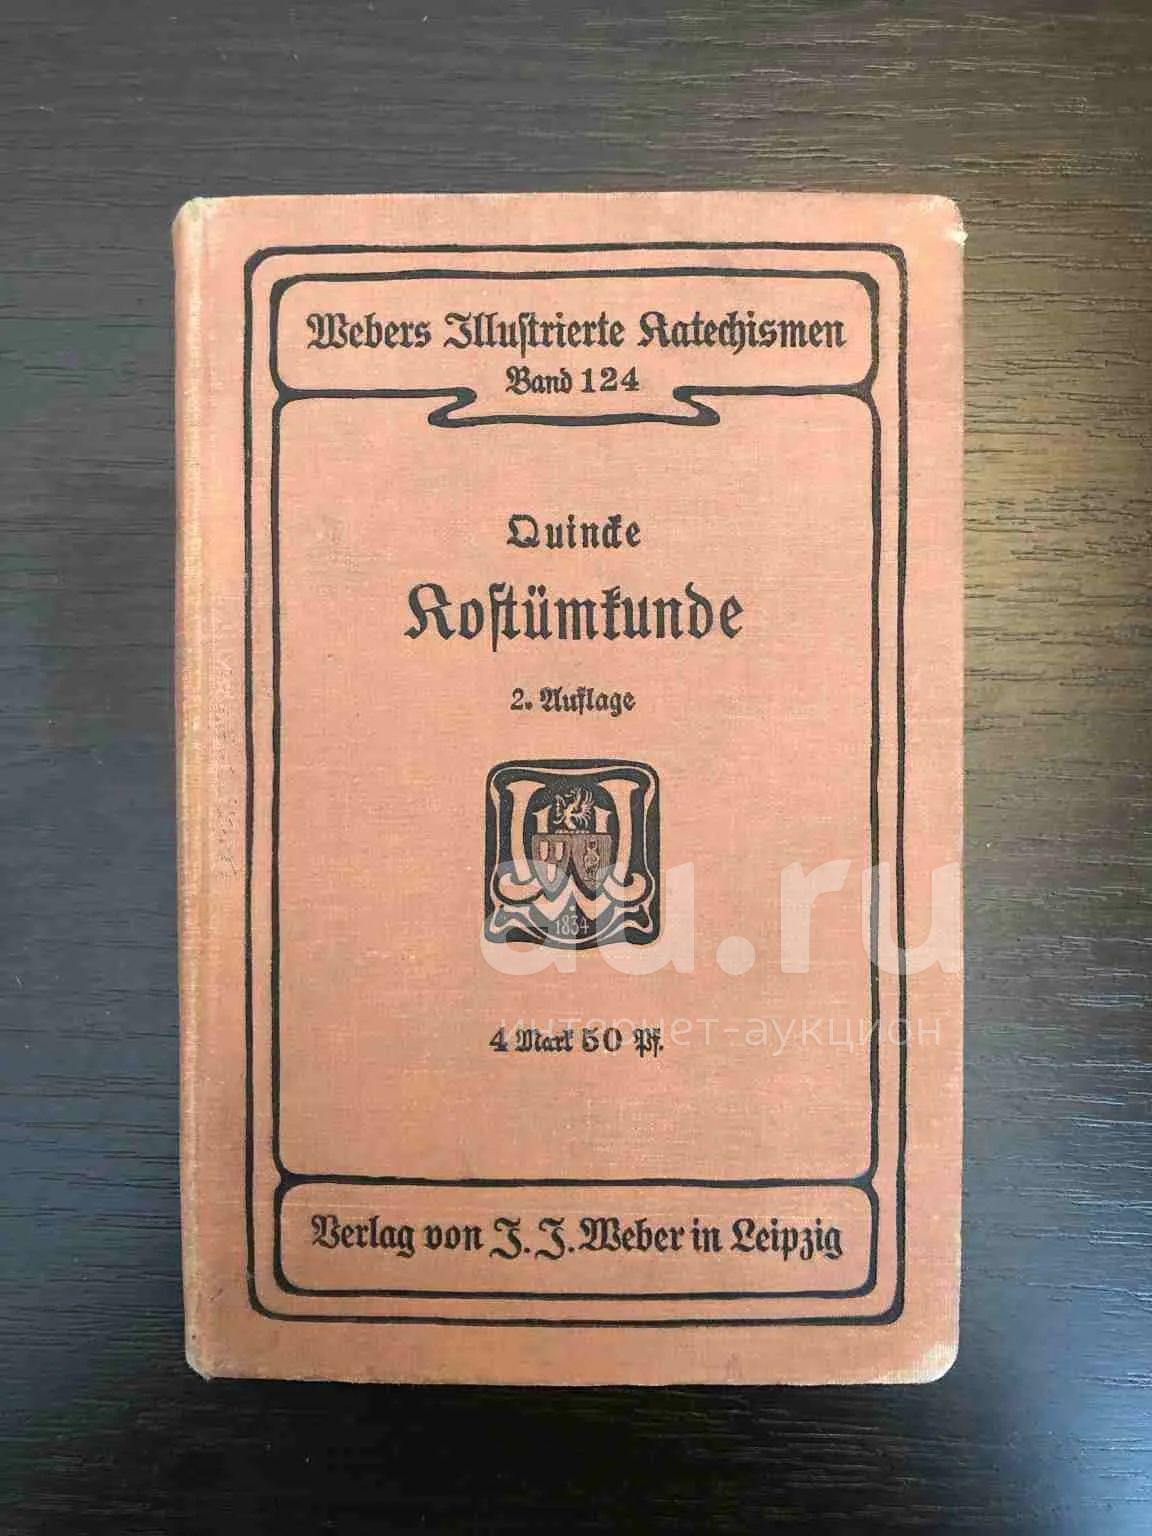 Webers Illustrierte Katechismen
Band 124
Quincke
Kostümkunde
2. Auflage
1834
4 Mark 50 Pf.
Verlag von J. J. Weber in Leipzig
au.ru
интернет-аукцион